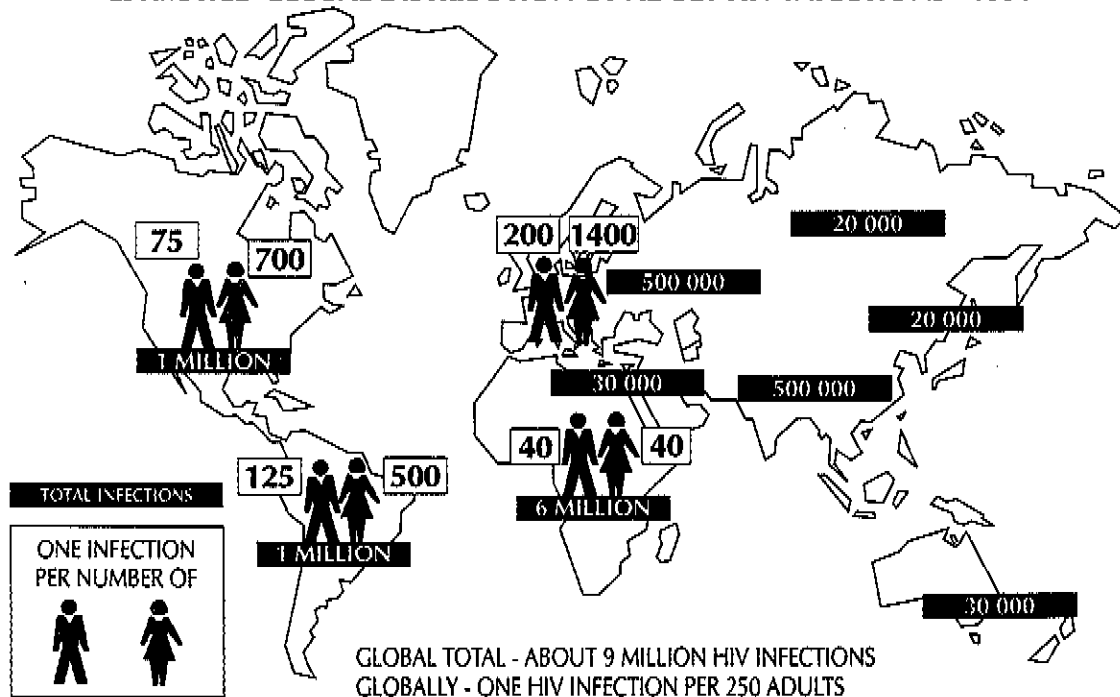 75
700
1 MILLION
200
1400
500 000
20 000
20 000
30 000
500 000
40
40
6 MILLION
125
500
1 MILLION
30 000
TOTAL INFECTIONS
ONE INFECTION
PER NUMBER OF
GLOBAL TOTAL - ABOUT 9 MILLION HIV INFECTIONS
GLOBALLY - ONE HIV INFECTION PER 250 ADULTS